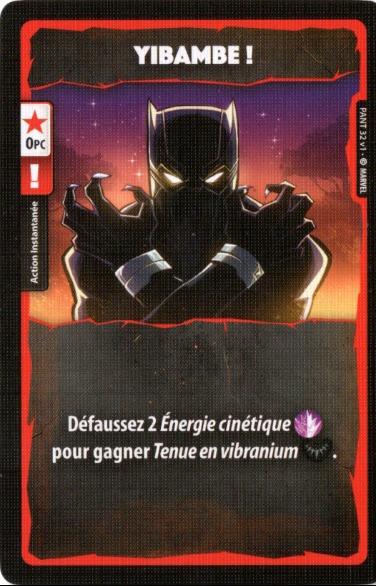 YIBAMBE !
0PC
!
Action Instantanée
PANT 32 v1 - © MARVEL
Défaussez 2 Énergie cinétique
pour gagner Tenue en vibranium .